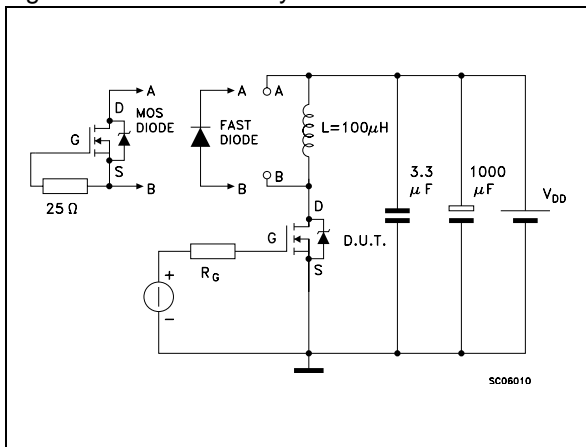 A
D
MOS
DIODE
G
S
B
25 Ω
A
FAST
DIODE
B
A
B
L=100μH
D
G
D.U.T.
S
R_G
+
−
3.3
μF
1000
μF
V_DD
SC06010